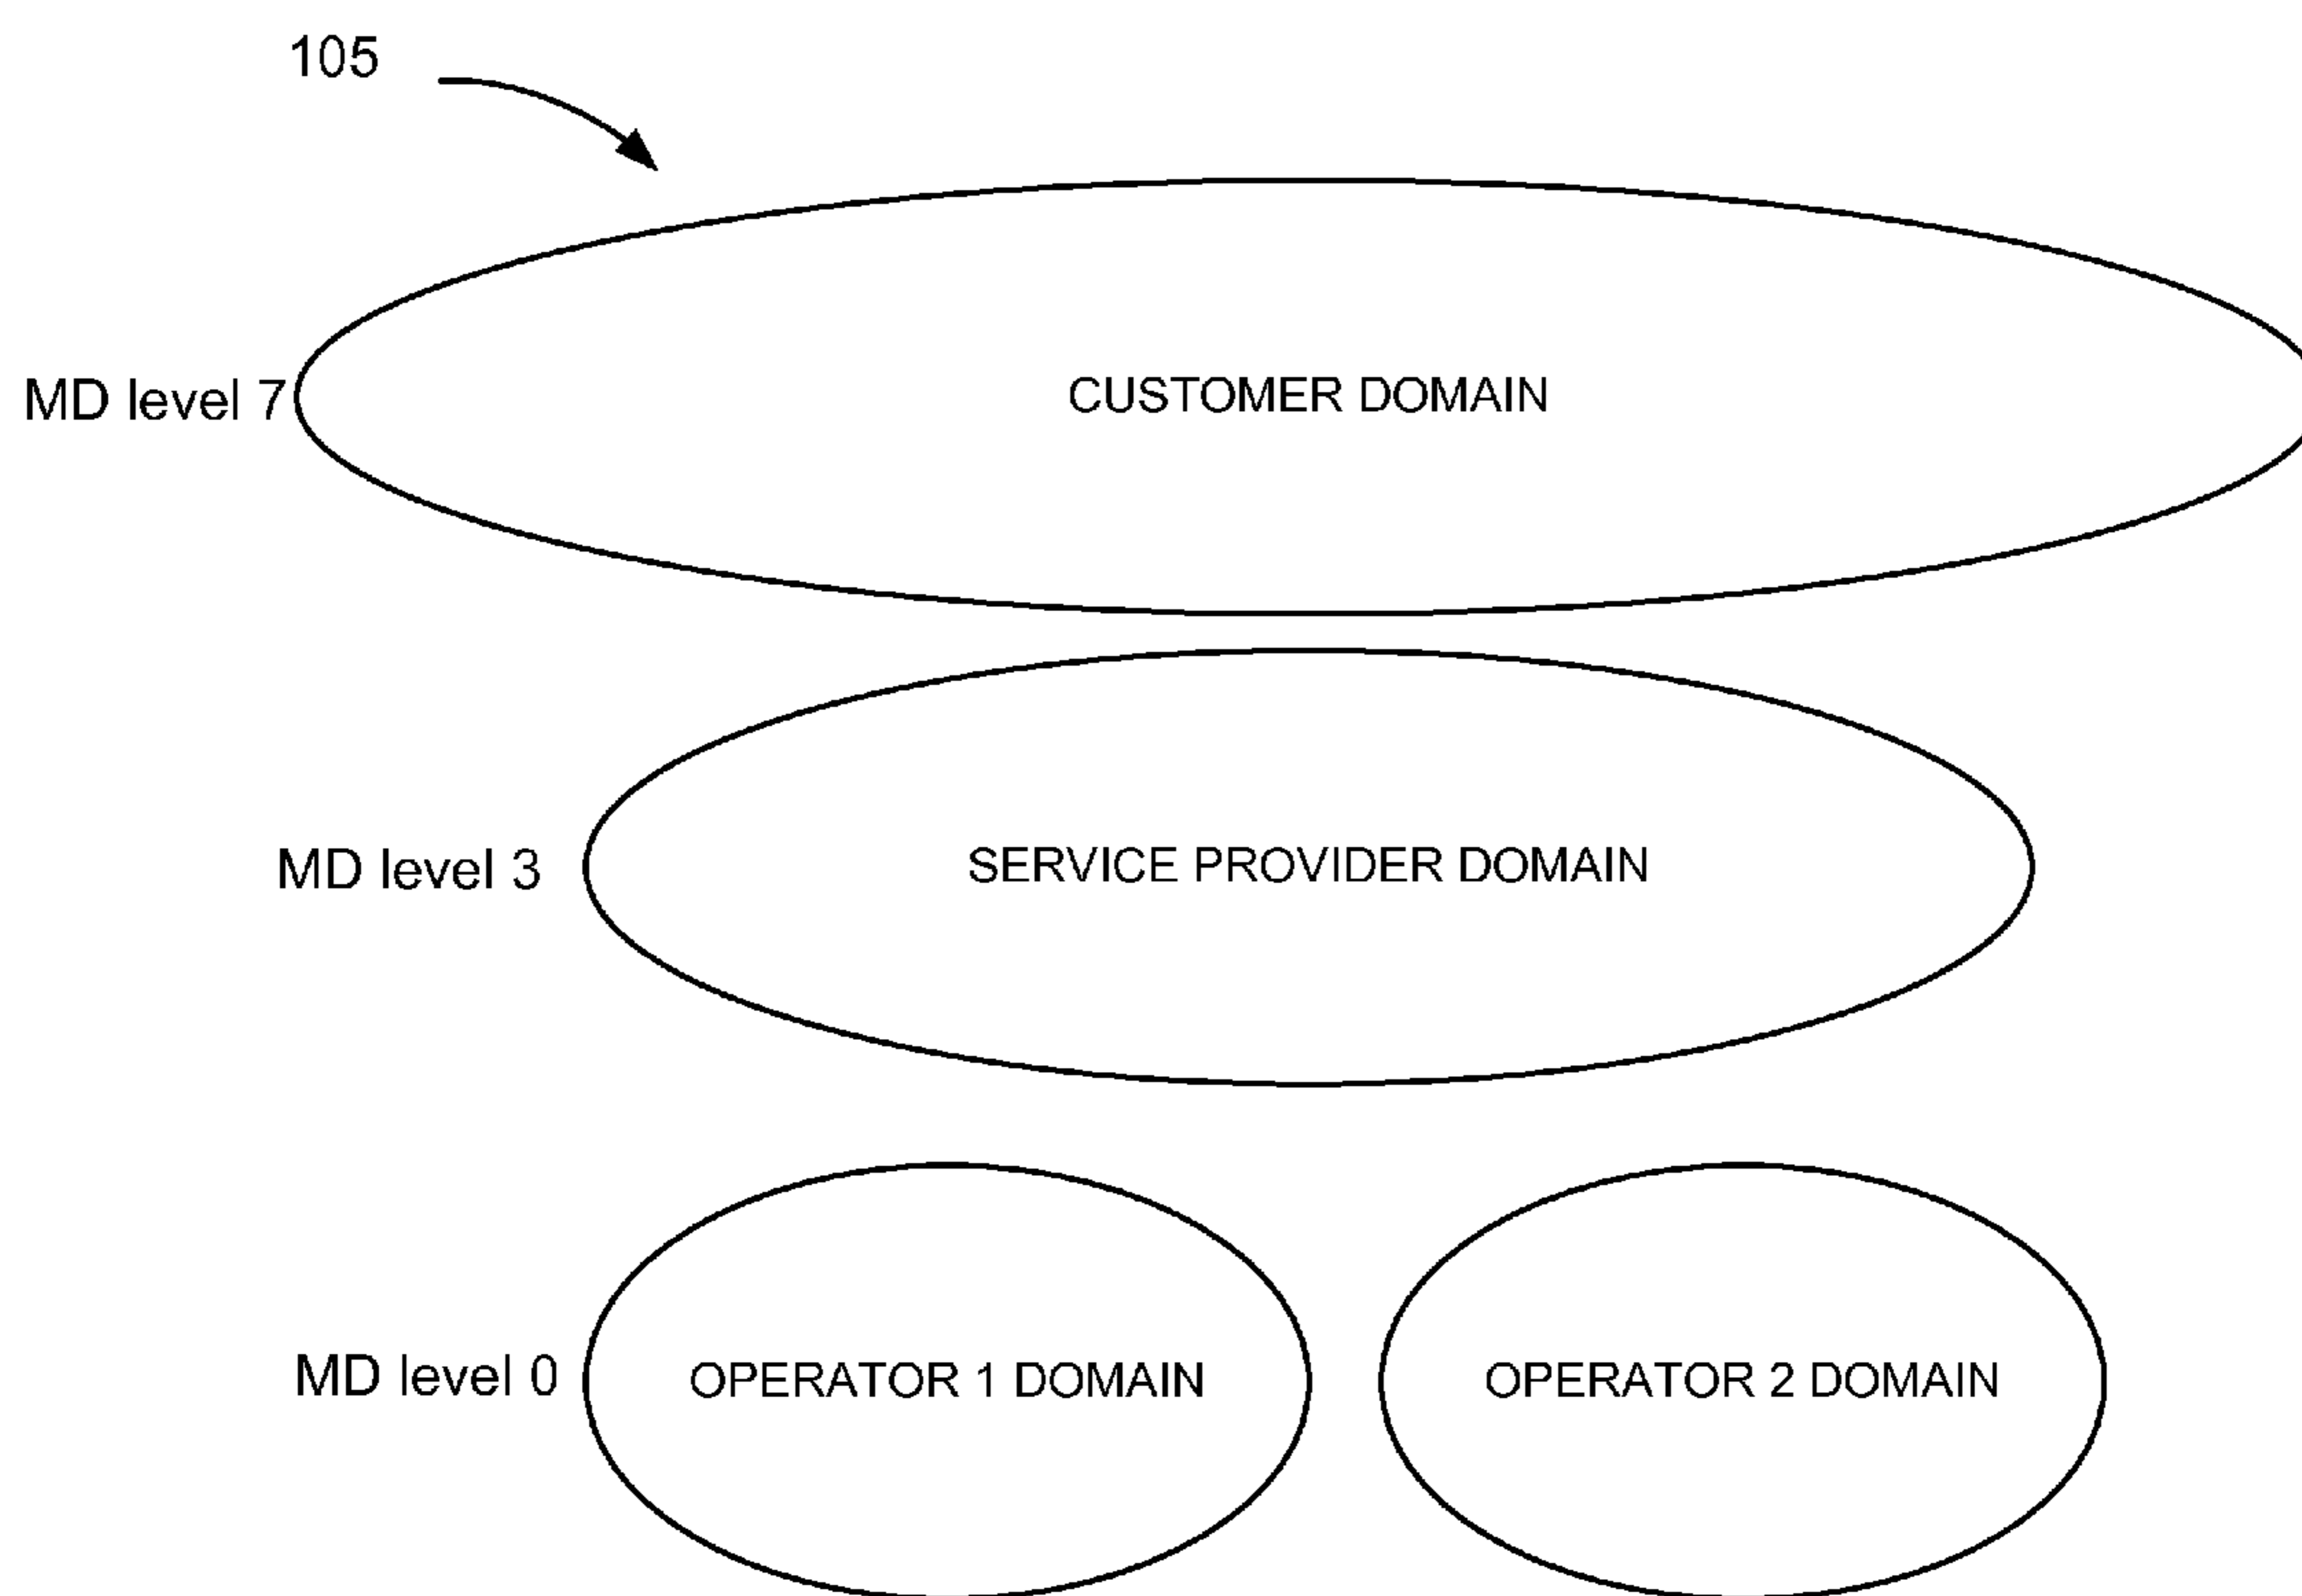 105
MD level 7
CUSTOMER DOMAIN
MD level 3
SERVICE PROVIDER DOMAIN
MD level 0
OPERATOR 1 DOMAIN
OPERATOR 2 DOMAIN